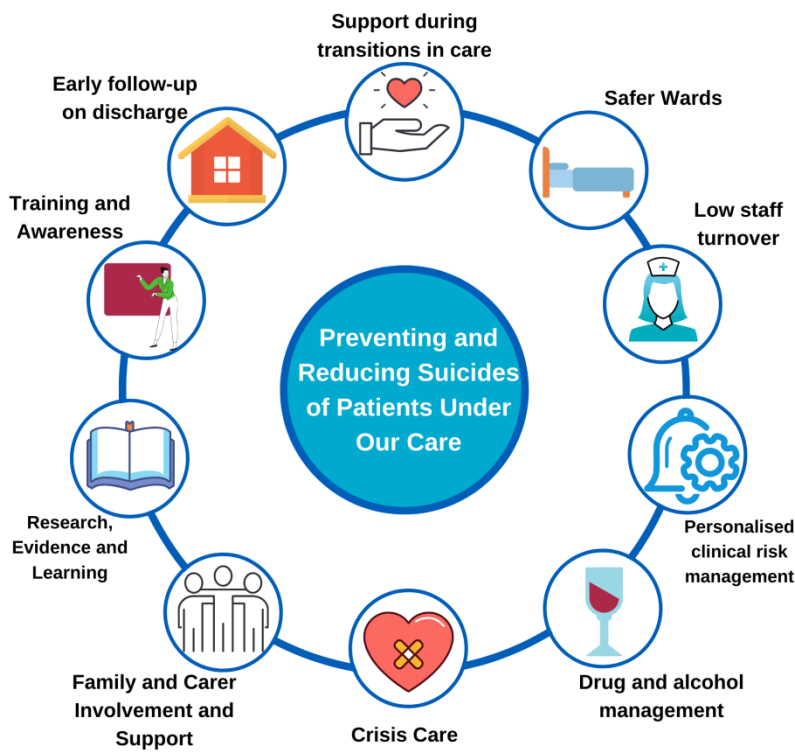 Support during
transitions in care
Early follow-up
on discharge
Safer Wards
Training and
Awareness
Low staff
turnover
Preventing and
Reducing Suicides
of Patients Under
Our Care
Research,
Evidence and
Learning
Personalised
clinical risk
management
Family and Carer
Involvement and
Support
Crisis Care
Drug and alcohol
management